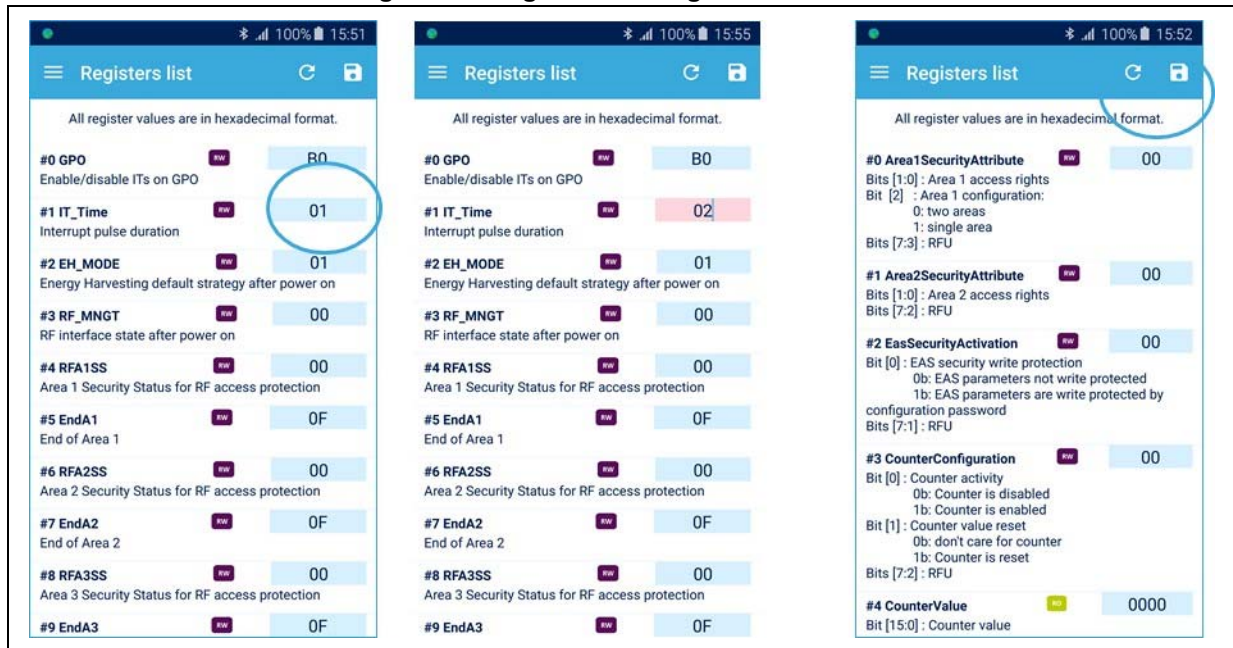 100% 15:51
Registers list
All register values are in hexadecimal format.
#0 GPO RW B0
Enable/disable ITs on GPO
#1 IT_Time RW 01
Interrupt pulse duration
#2 EH_MODE RW 01
Energy Harvesting default strategy after power on
#3 RF_MNGT RW 00
RF interface state after power on
#4 RFA1SS RW 00
Area 1 Security Status for RF access protection
#5 EndA1 RW 0F
End of Area 1
#6 RFA2SS RW 00
Area 2 Security Status for RF access protection
#7 EndA2 RW 0F
End of Area 2
#8 RFA3SS RW 00
Area 3 Security Status for RF access protection
#9 EndA3 RW 0F
100% 15:55
Registers list
All register values are in hexadecimal format.
#0 GPO RW B0
Enable/disable ITs on GPO
#1 IT_Time RW 02
Interrupt pulse duration
#2 EH_MODE RW 01
Energy Harvesting default strategy after power on
#3 RF_MNGT RW 00
RF interface state after power on
#4 RFA1SS RW 00
Area 1 Security Status for RF access protection
#5 EndA1 RW 0F
End of Area 1
#6 RFA2SS RW 00
Area 2 Security Status for RF access protection
#7 EndA2 RW 0F
End of Area 2
#8 RFA3SS RW 00
Area 3 Security Status for RF access protection
#9 EndA3 RW 0F
100% 15:52
Registers list
All register values are in hexadecimal format.
#0 Area1SecurityAttribute RW 00
Bits [1:0] : Area 1 access rights
Bit [2] : Area 1 configuration:
0: two areas
1: single area
Bits [7:3] : RFU
#1 Area2SecurityAttribute RW 00
Bits [1:0] : Area 2 access rights
Bits [7:2] : RFU
#2 EasSecurityActivation RW 00
Bit [0] : EAS security write protection
0b: EAS parameters not write protected
1b: EAS parameters are write protected by
configuration password
Bits [7:1] : RFU
#3 CounterConfiguration RW 00
Bit [0] : Counter activity
0b: Counter is disabled
1b: Counter is enabled
Bit [1] : Counter value reset
0b: don't care for counter
1b: Counter is reset
Bits [7:2] : RFU
#4 CounterValue RO 0000
Bit [15:0] : Counter value